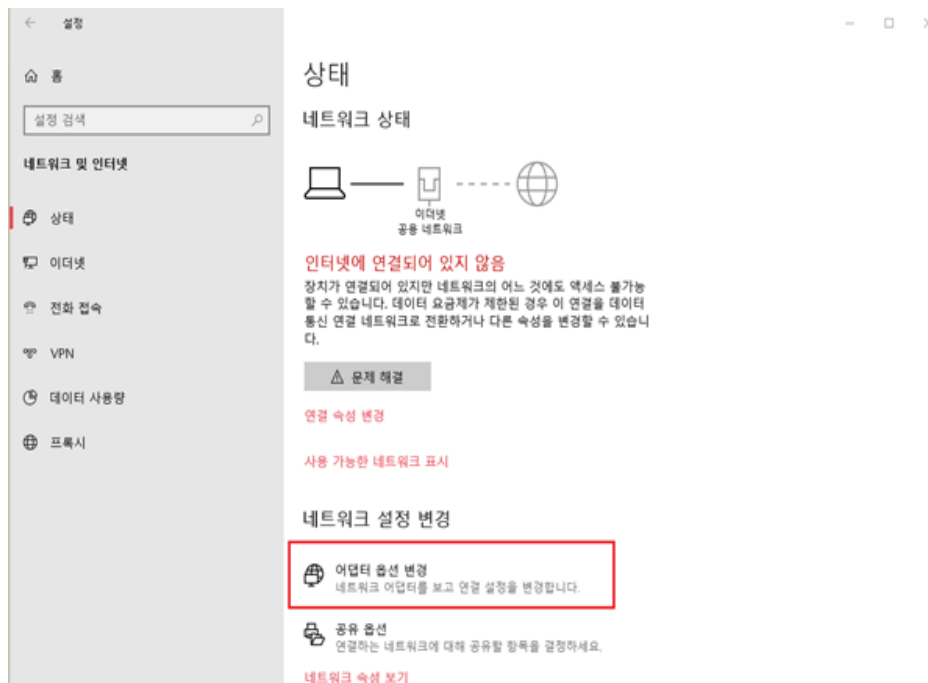 설정
홈
설정 검색
네트워크 및 인터넷
상태
이더넷
전화 접속
VPN
데이터 사용량
프록시
상태
네트워크 상태
이더넷
공용 네트워크
인터넷에 연결되어 있지 않음
장치가 연결되어 있지만 네트워크의 어느 것에도 액세스 불가능
할 수 있습니다. 데이터 요금제가 제한된 경우 이 연결을 데이터
통신 연결 네트워크로 전환하거나 다른 속성을 변경할 수 있습니
다.
문제 해결
연결 속성 변경
사용 가능한 네트워크 표시
네트워크 설정 변경
어댑터 옵션 변경
네트워크 어댑터를 보고 연결 설정을 변경합니다.
공유 옵션
연결하는 네트워크에 대해 공유할 항목을 결정하세요.
네트워크 속성 보기